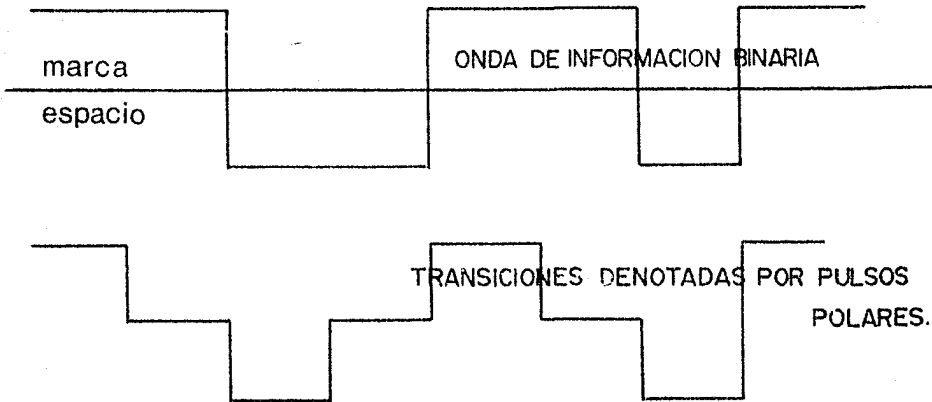 marca
ONDA DE INFORMACION BINARIA
espacio
TRANSICIONES DENOTADAS POR PULSOS
POLARES.